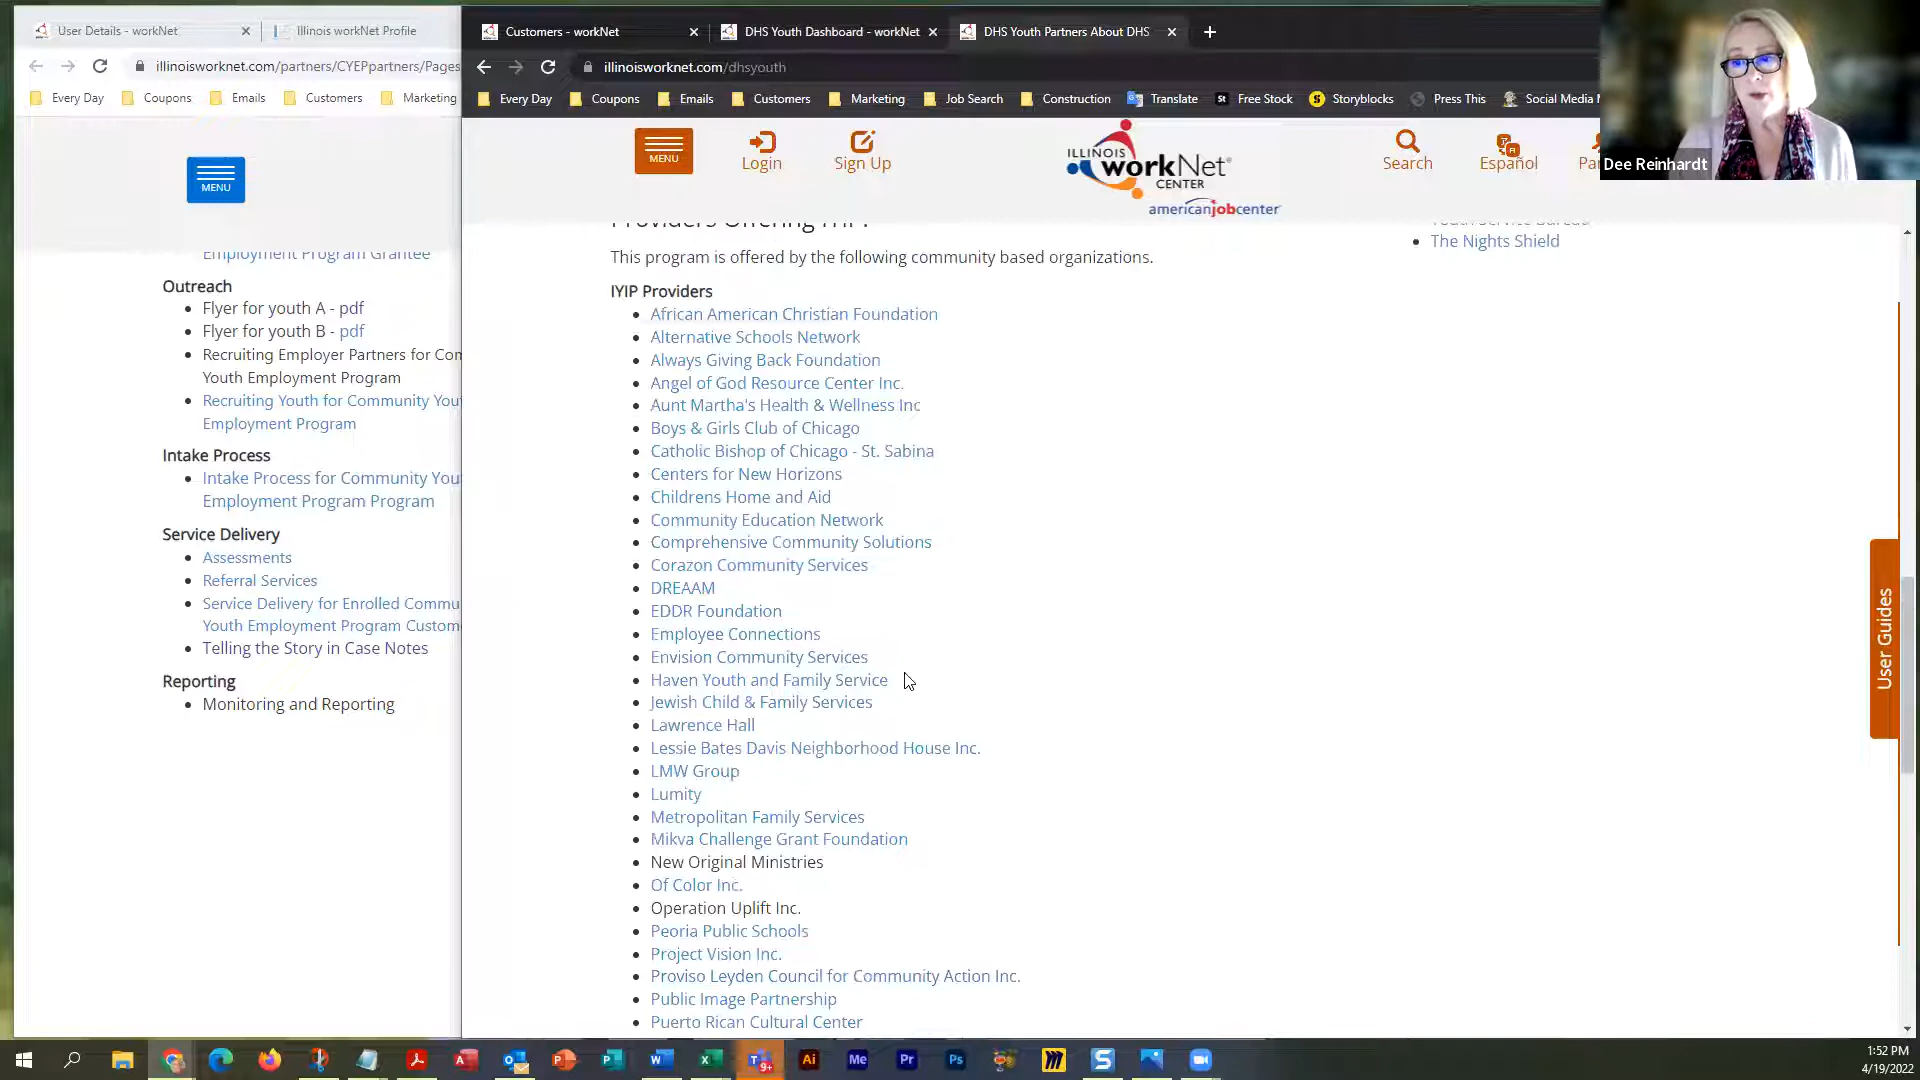 User Details - workNet
Illinois workNet Profile
illinoisworknet.com/partners/CYEPpartners/Pages
Every Day
Coupons
Emails
Customers
Marketing
MENU
Employment Program Grantee
Outreach
Flyer for youth A - pdf
Flyer for youth B - pdf
Recruiting Employer Partners for Com
Youth Employment Program
Recruiting Youth for Community You
Employment Program
Intake Process
Intake Process for Community You
Employment Program Program
Service Delivery
Assessments
Referral Services
Service Delivery for Enrolled Commu
Youth Employment Program Custom
Telling the Story in Case Notes
Reporting
Monitoring and Reporting
Customers - workNet
DHS Youth Dashboard - workNet
DHS Youth Partners About DHS
illinoisworknet.com/dhsyouth
Every Day
Coupons
Emails
Customers
Marketing
Job Search
Construction
Translate
Free Stock
Storyblocks
Press This
Social Media M
MENU
Login
Sign Up
ILLINOIS
workNet®
CENTER
americanjobcenter
Search
Español
Pa
Dee Reinhardt
Youth Service Bureau
The Nights Shield
This program is offered by the following community based organizations.
IYIP Providers
African American Christian Foundation
Alternative Schools Network
Always Giving Back Foundation
Angel of God Resource Center Inc.
Aunt Martha's Health & Wellness Inc
Boys & Girls Club of Chicago
Catholic Bishop of Chicago - St. Sabina
Centers for New Horizons
Childrens Home and Aid
Community Education Network
Comprehensive Community Solutions
Corazon Community Services
DREAAM
EDDR Foundation
Employee Connections
Envision Community Services
Haven Youth and Family Service
Jewish Child & Family Services
Lawrence Hall
Lessie Bates Davis Neighborhood House Inc.
LMW Group
Lumity
Metropolitan Family Services
Mikva Challenge Grant Foundation
New Original Ministries
Of Color Inc.
Operation Uplift Inc.
Peoria Public Schools
Project Vision Inc.
Proviso Leyden Council for Community Action Inc.
Public Image Partnership
Puerto Rican Cultural Center
User Guides
1:52 PM
4/19/2022